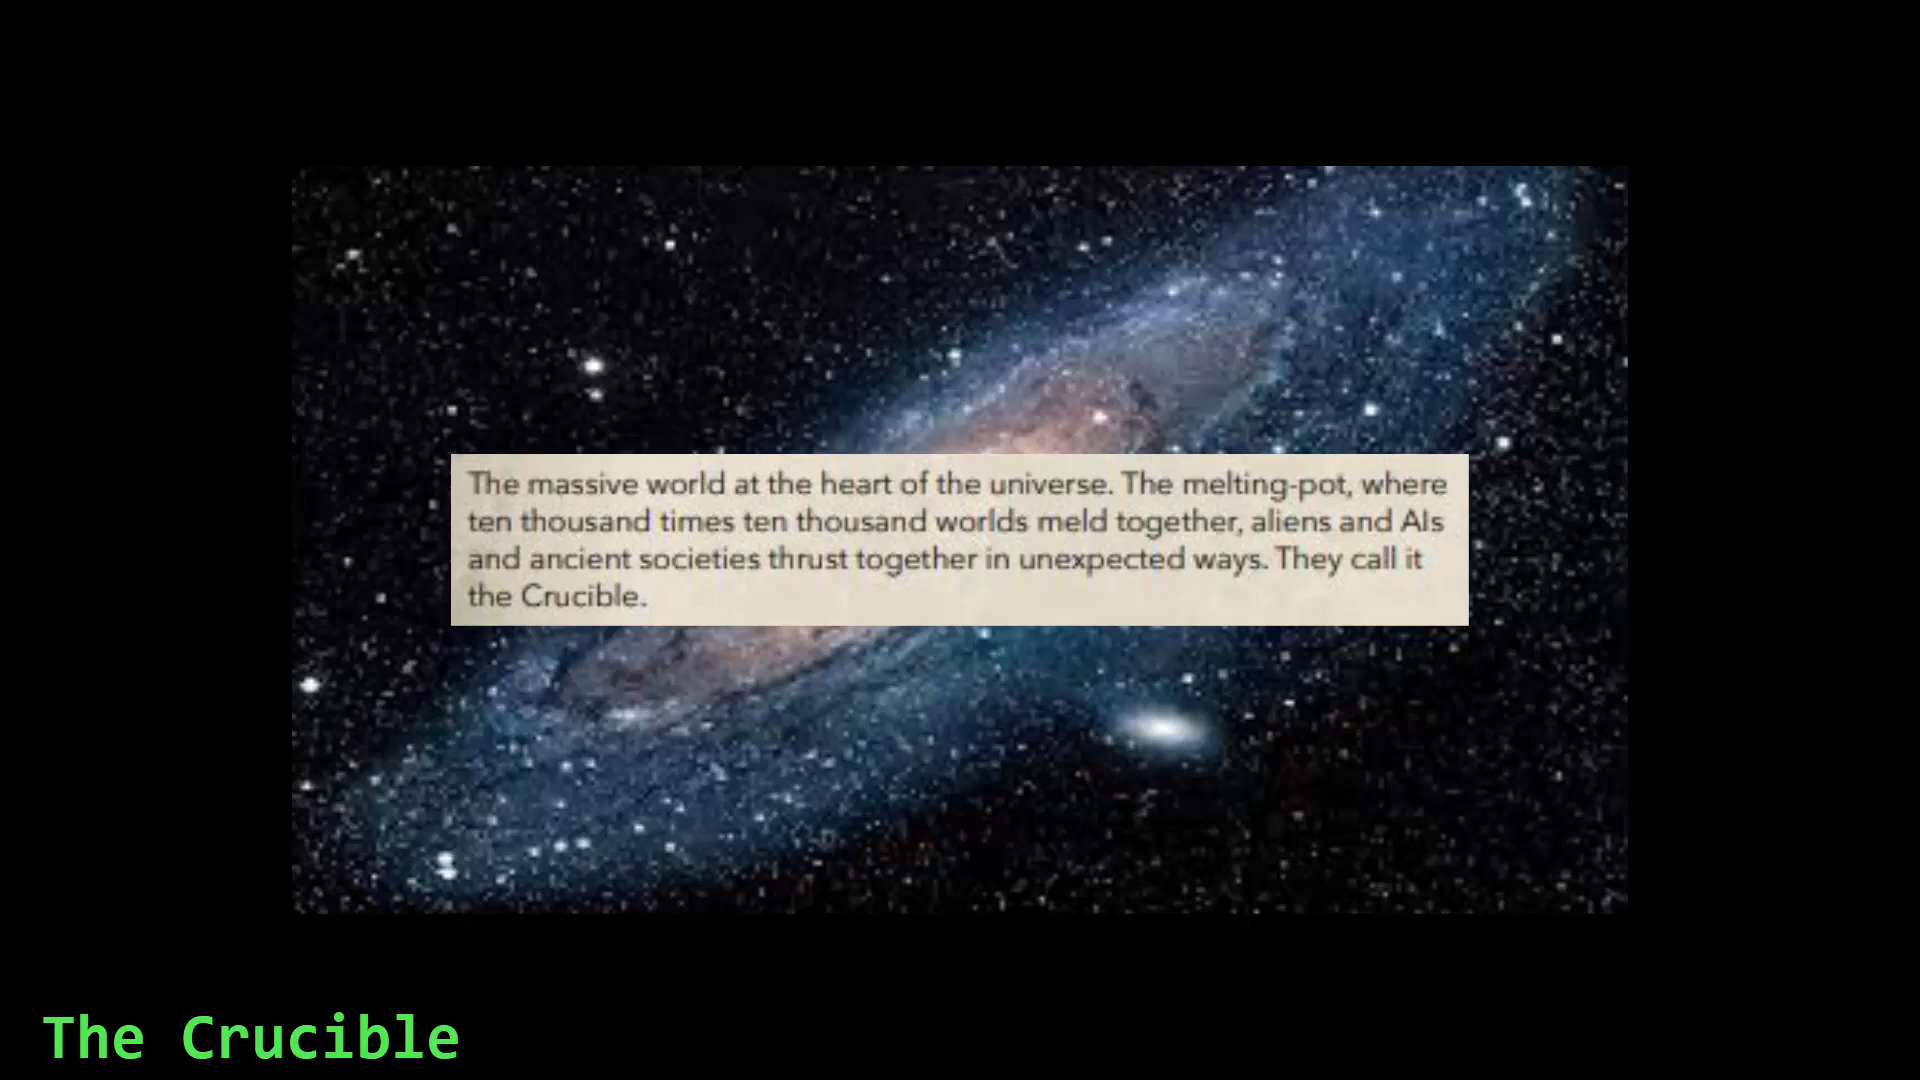 The massive world at the heart of the universe. The melting-pot, where
ten thousand times ten thousand worlds meld together, aliens and AIs
and ancient societies thrust together in unexpected ways. They call it
the Crucible.
The Crucible